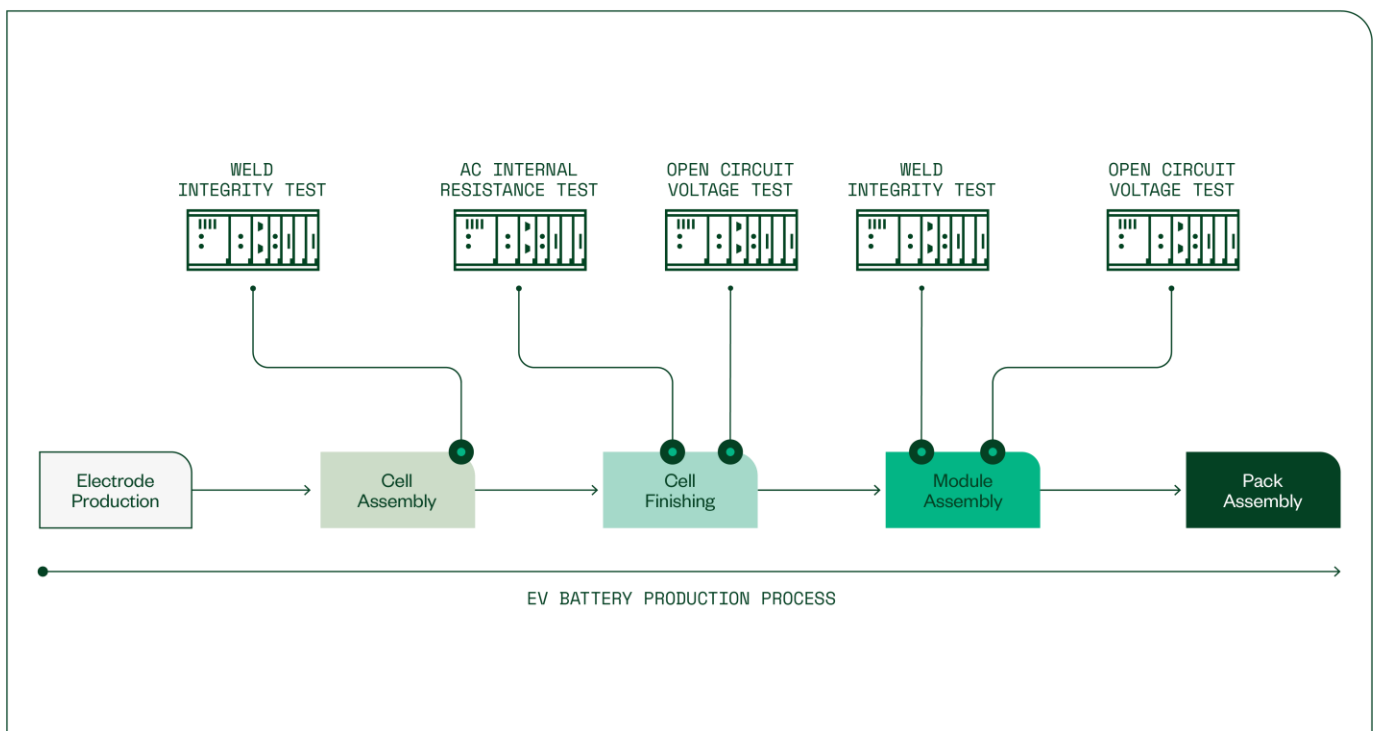 WELD
INTEGRITY TEST
AC INTERNAL
RESISTANCE TEST
OPEN CIRCUIT
VOLTAGE TEST
WELD
INTEGRITY TEST
OPEN CIRCUIT
VOLTAGE TEST
Electrode
Production
Cell
Assembly
Cell
Finishing
Module
Assembly
Pack
Assembly
EV BATTERY PRODUCTION PROCESS